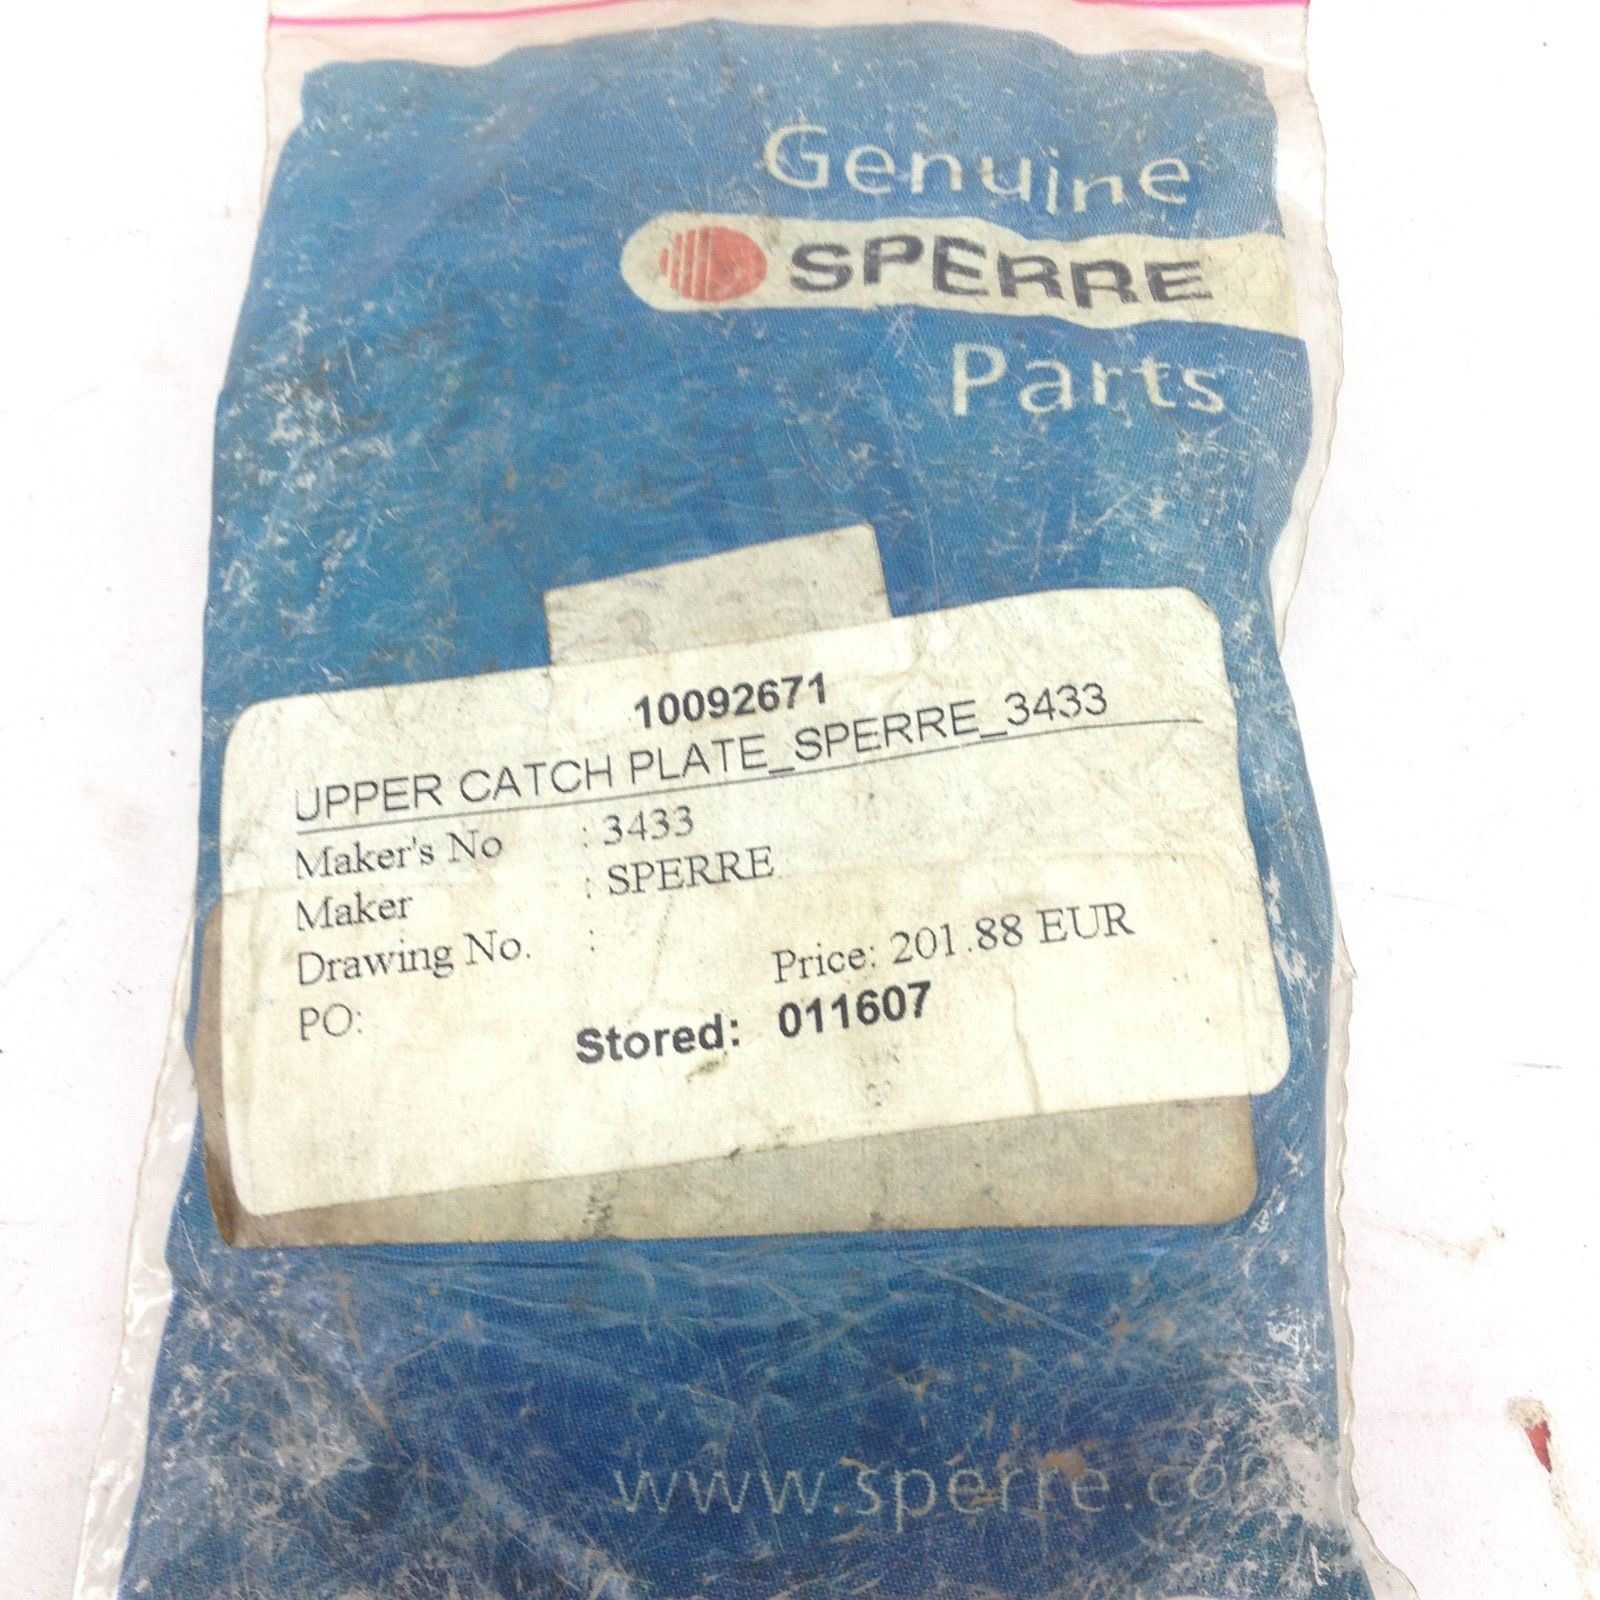 Genuine
SPERRE
Parts
10092671
UPPER CATCH PLATE_SPERRE_3433
Maker's No : 3433
Maker : SPERRE
Drawing No. :
Price: 201.88 EUR
PO:
Stored: 011607
www.sperre.co